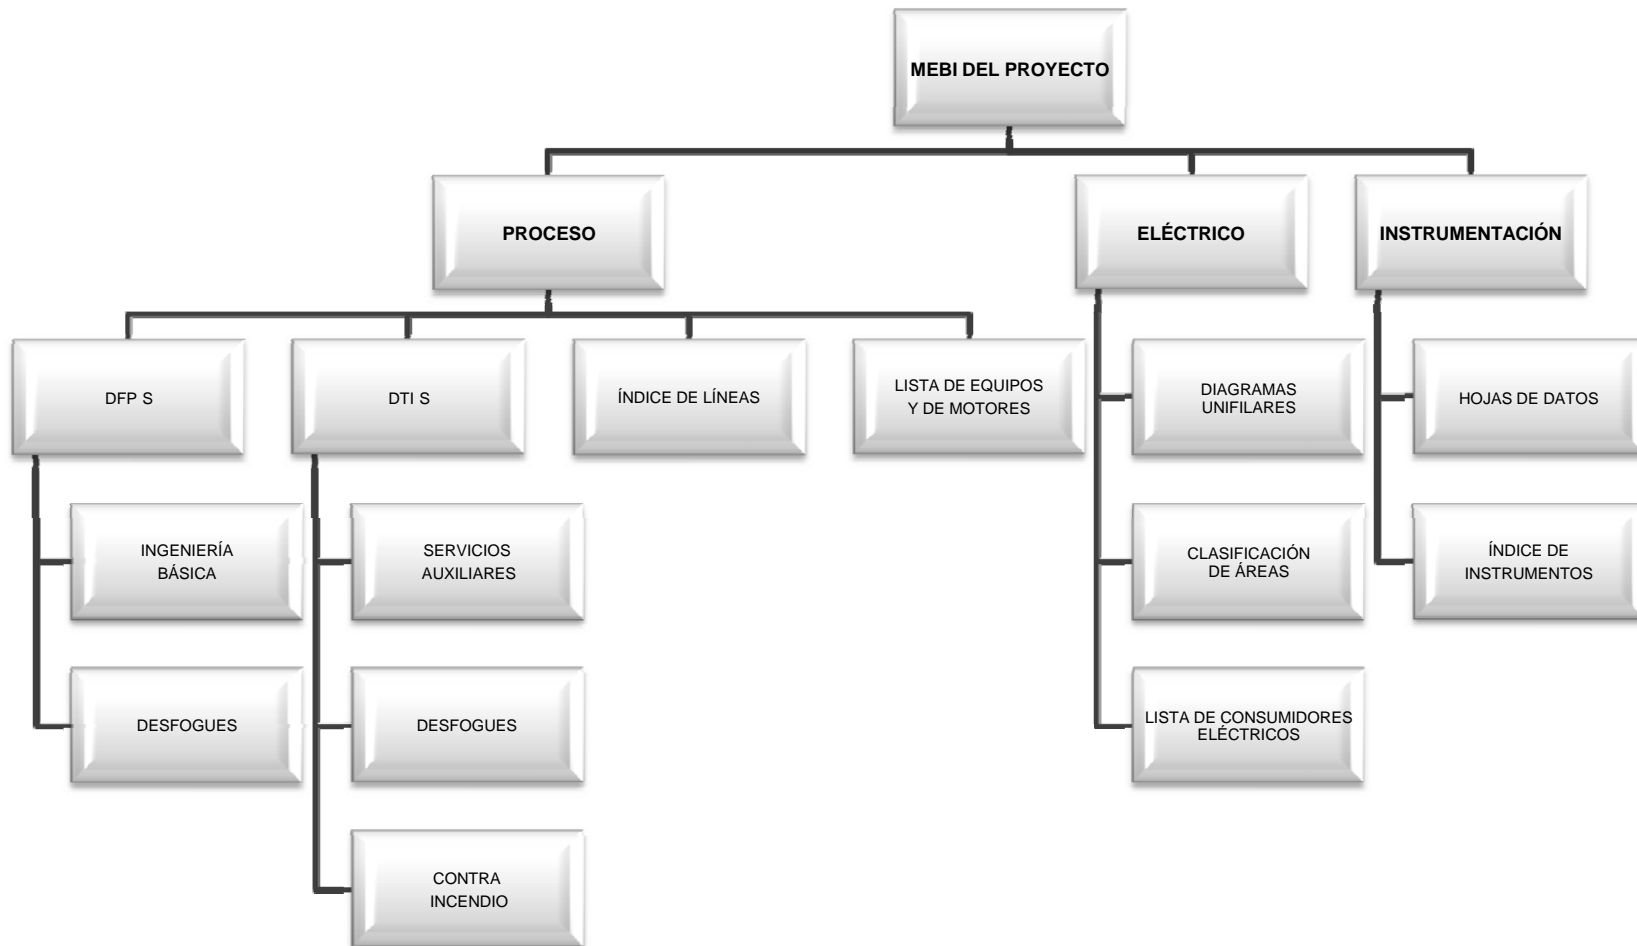 MEBI DEL PROYECTO
PROCESO
ELÉCTRICO
INSTRUMENTACIÓN
DFP S
DTI S
ÍNDICE DE LÍNEAS
LISTA DE EQUIPOS
Y DE MOTORES
DIAGRAMAS
UNIFILARES
HOJAS DE DATOS
INGENIERÍA
BÁSICA
SERVICIOS
AUXILIARES
CLASIFICACIÓN
DE ÁREAS
ÍNDICE DE
INSTRUMENTOS
DESFOGUES
DESFOGUES
LISTA DE CONSUMIDORES
ELÉCTRICOS
CONTRA
INCENDIO